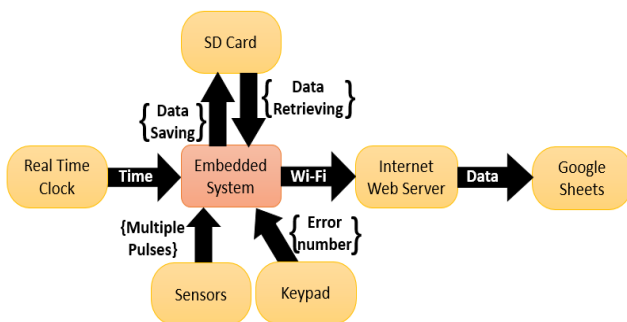 SD Card
{Data
Saving}
{Data
Retrieving}
Real Time
Clock
Time
Embedded
System
Wi-Fi
Internet
Web Server
Data
Google
Sheets
{Multiple
Pulses}
{Error
number}
Sensors
Keypad